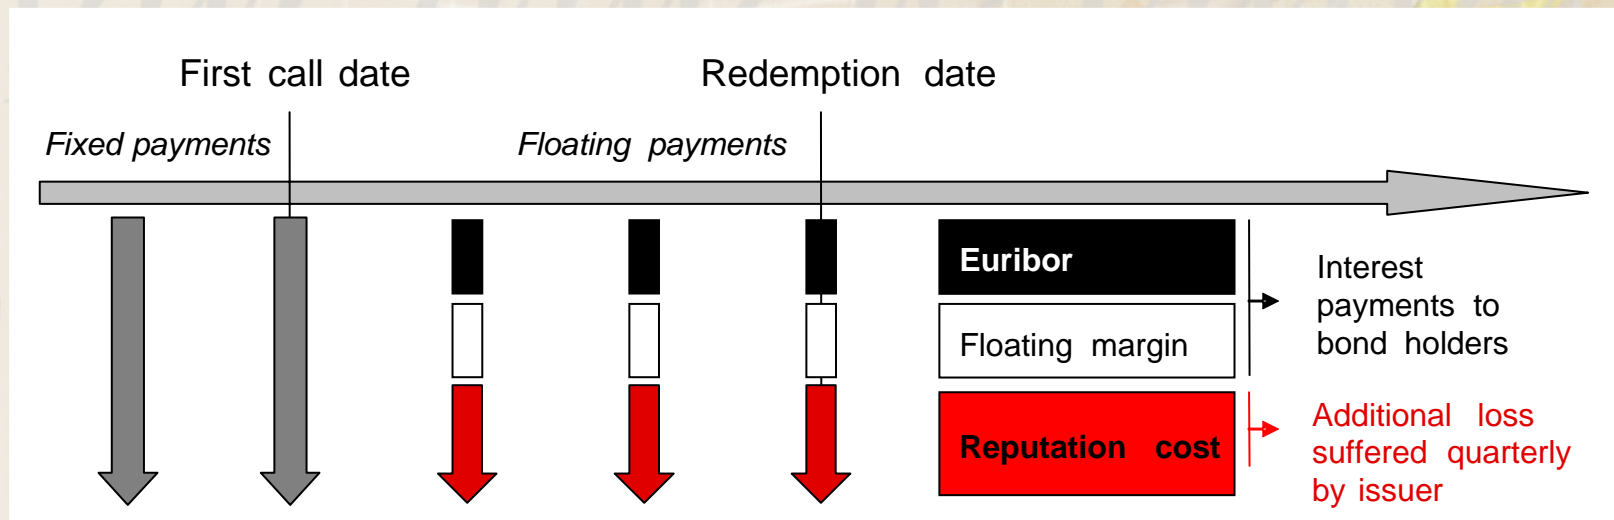 First call date
Redemption date
Fixed payments
Floating payments
Euribor
Floating margin
Reputation cost
Interest
payments to
bond holders
Additional loss
suffered quarterly
by issuer